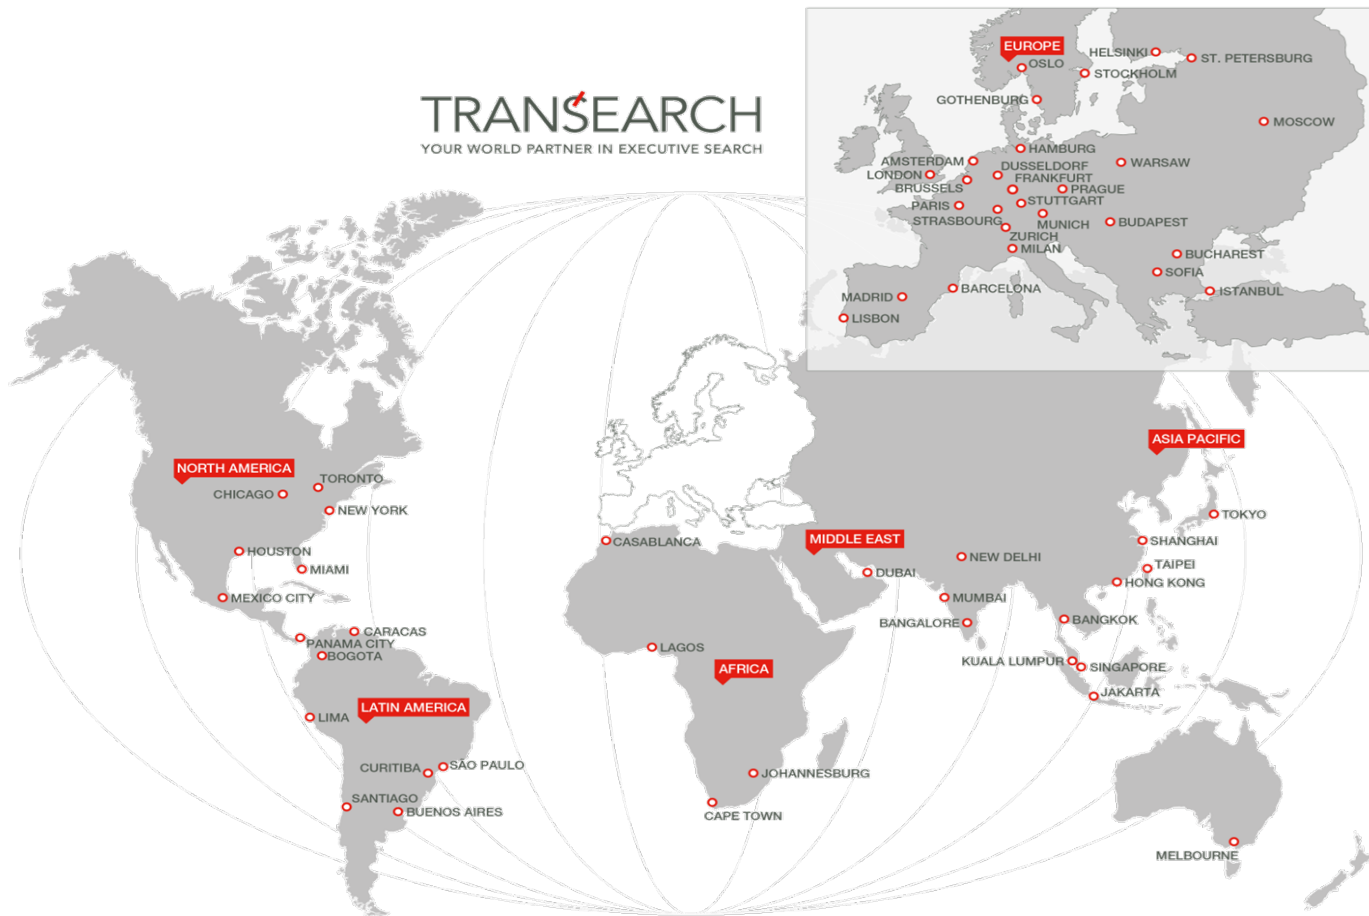 TRANSEARCH
YOUR WORLD PARTNER IN EXECUTIVE SEARCH
EUROPE
OSLO
HELSINKI
ST. PETERSBURG
STOCKHOLM
GOTHENBURG
MOSCOW
HAMBURG
AMSTERDAM
DUSSELDORF
WARSAW
LONDON
FRANKFURT
BRUSSELS
PRAGUE
PARIS
STUTTGART
STRASBOURG
MUNICH
BUDAPEST
ZURICH
MILAN
BUCHAREST
SOFIA
BARCELONA
ISTANBUL
MADRID
LISBON
NORTH AMERICA
TORONTO
CHICAGO
NEW YORK
HOUSTON
MIAMI
MEXICO CITY
CARACAS
PANAMA CITY
BOGOTA
LATIN AMERICA
LIMA
CURITIBA
SÃO PAULO
SANTIAGO
BUENOS AIRES
CASABLANCA
LAGOS
AFRICA
JOHANNESBURG
CAPE TOWN
MIDDLE EAST
DUBAI
ASIA PACIFIC
TOKYO
SHANGHAI
NEW DELHI
TAIPEI
HONG KONG
MUMBAI
BANGALORE
BANGKOK
KUALA LUMPUR
SINGAPORE
JAKARTA
MELBOURNE